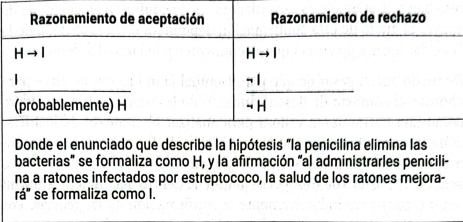 Razonamiento de aceptación Razonamiento de rechazo
H → I H → I
I ¬ I
(probablemente) H ¬ H
Donde el enunciado que describe la hipótesis “la penicilina elimina las
bacterias” se formaliza como H, y la afirmación “al administrarles penicili-
na a ratones infectados por estreptococo, la salud de los ratones mejora-
rá” se formaliza como I.